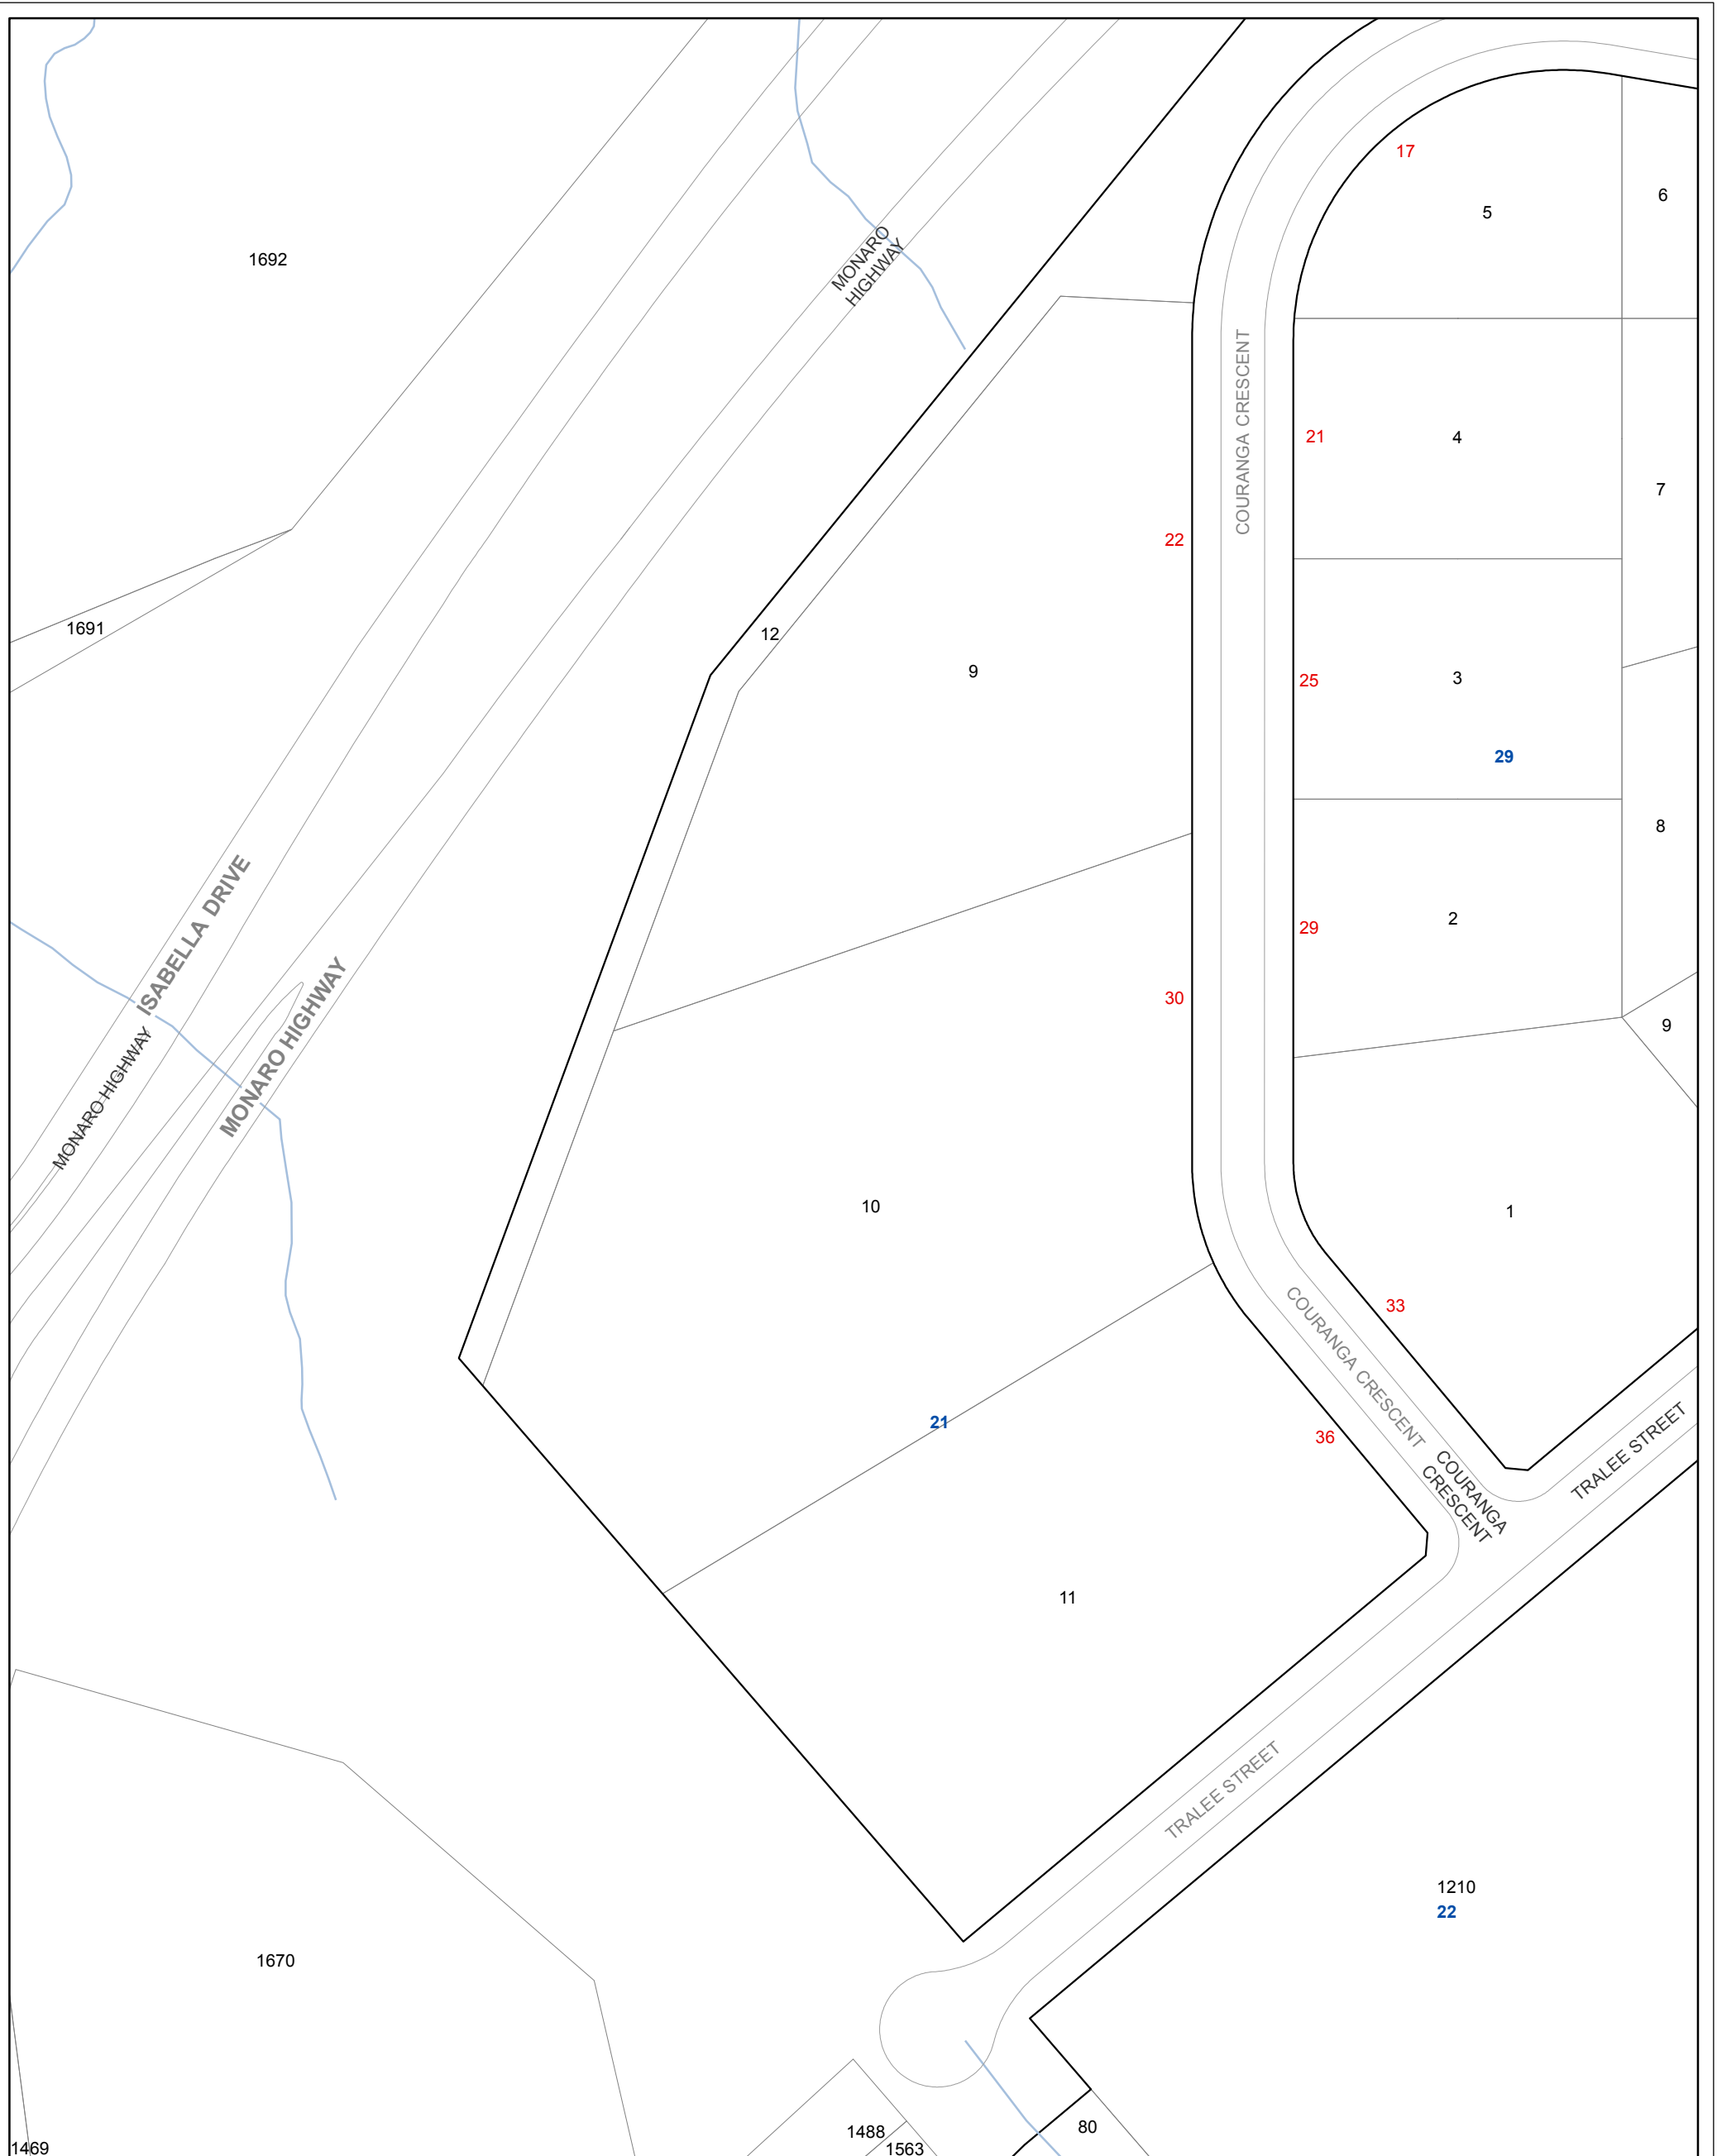 17
6
5
1692
MONARO
HIGHWAY
COURANGA CRESCENT
21
4
7
22
1691
12
9
25
3
29
8
ISABELLA DRIVE
2
29
MONARO HIGHWAY
30
9
MONARO HIGHWAY
10
1
33
COURANGA CRESCENT
21
36
TRALEE STREET
COURANGA
CRESCENT
11
TRALEE STREET
1210
22
1670
80
1488
1563
1469